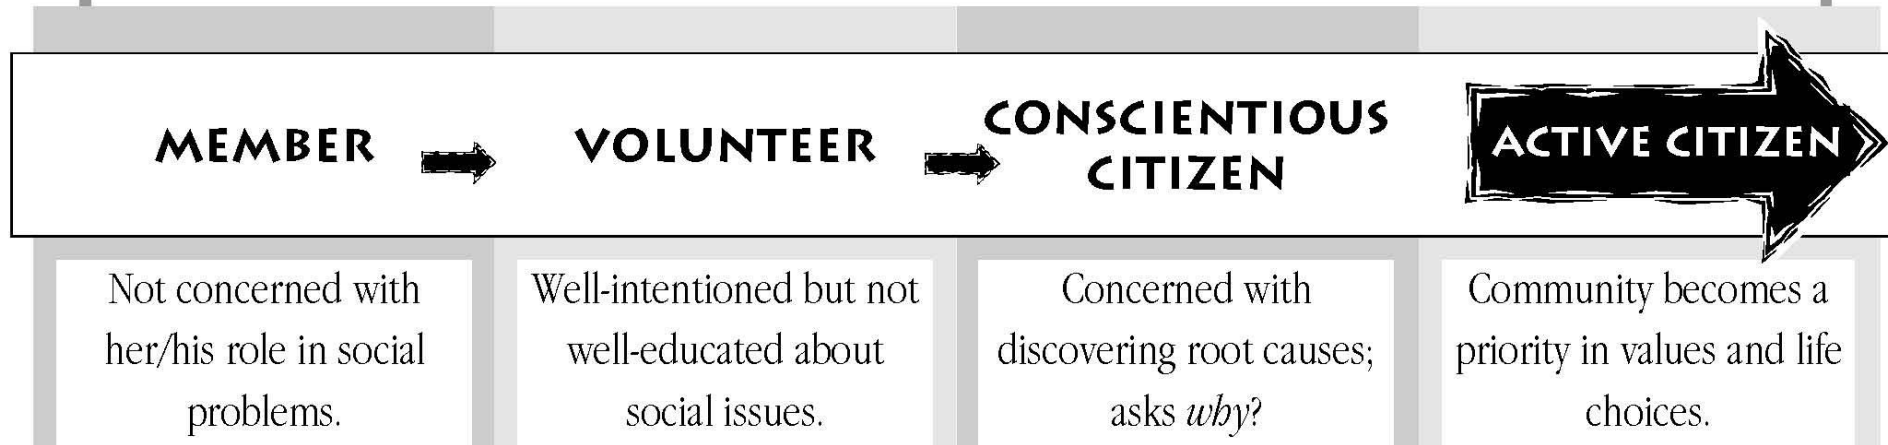 MEMBER
VOLUNTEER
CONSCIENTIOUS
CITIZEN
ACTIVE CITIZEN
Not concerned with
her/his role in social
problems.
Well-intentioned but not
well-educated about
social issues.
Concerned with
discovering root causes;
asks why?
Community becomes a
priority in values and life
choices.